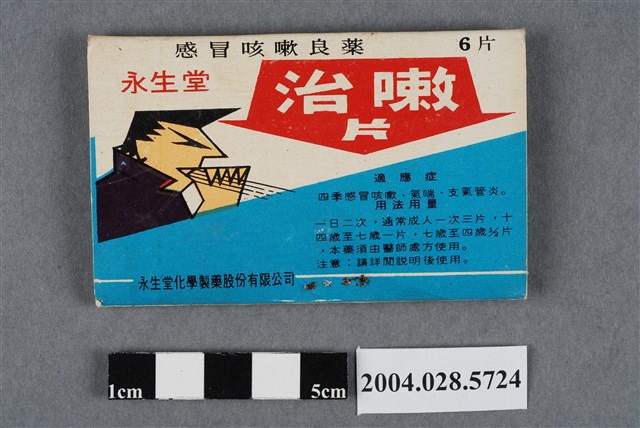 感冒咳嗽良薬
6片
永生堂
治嗽
片
適應症
四季感冒咳嗽．氣喘．支氣管炎。
用法用量
一日二次，通常成人一次三片，十
四歲至七歲一片，七歲至四歲½片
，本藥須由醫師處方使用。
注意：請詳閱説明後使用。
永生堂化學製藥股份有限公司
1cm
5cm
2004.028.5724